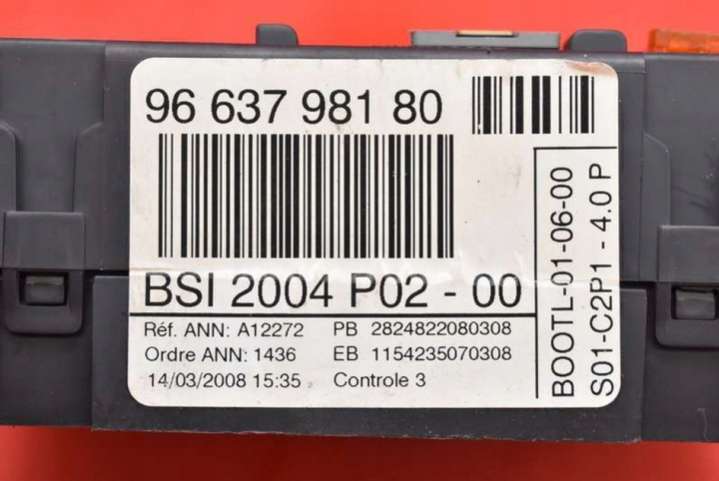 96 637 981 80
BSI 2004 P02 - 00
Réf. ANN: A12272 PB 2824822080308
Ordre ANN: 1436 EB 1154235070308
14/03/2008 15:35 Controle 3
BOOTL-01-06-00
S01-C2P1 - 4.0 P